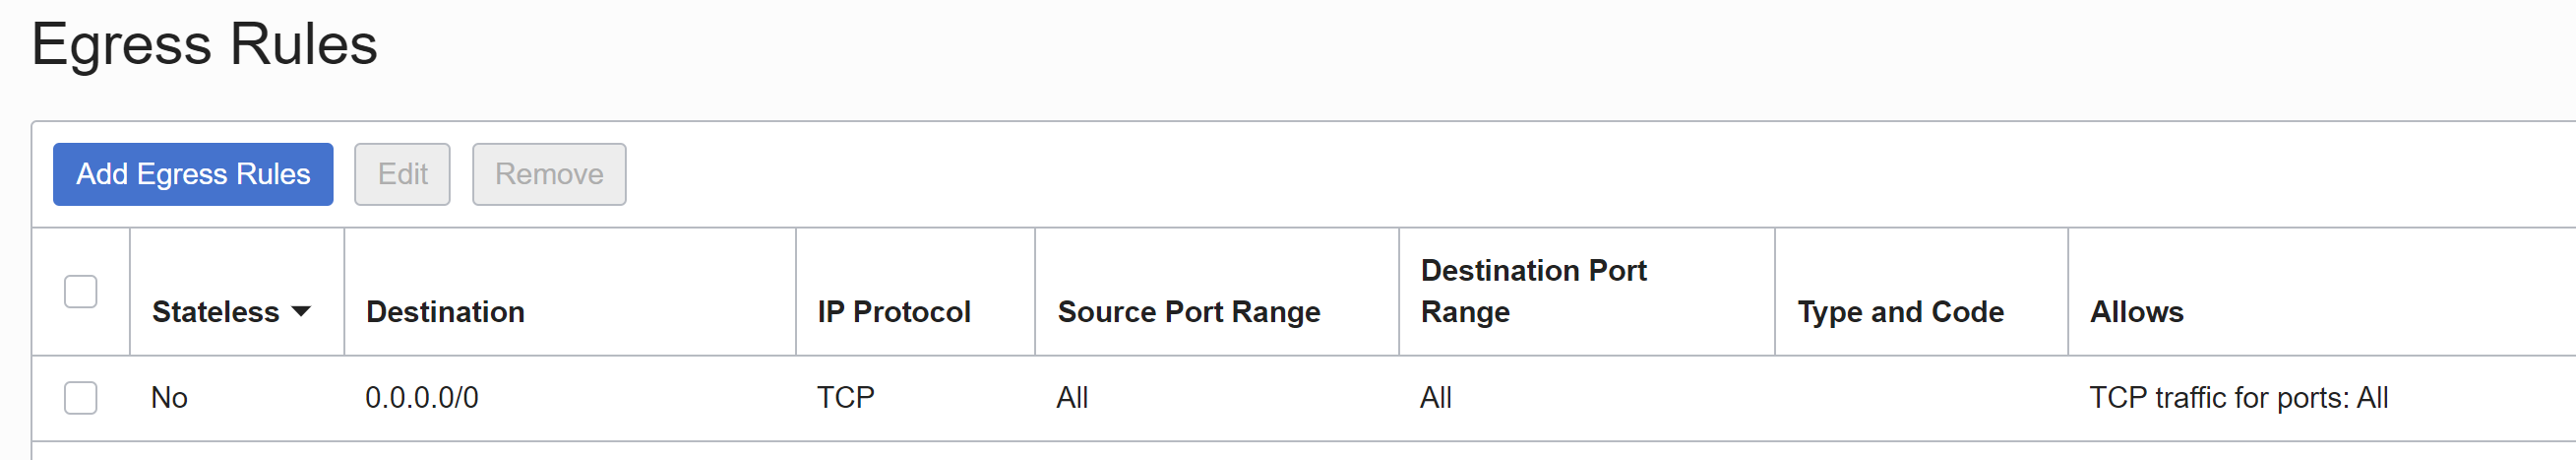 Egress Rules
Add Egress Rules Edit Remove
Stateless Destination IP Protocol Source Port Range Destination Port Range Type and Code Allows
No 0.0.0.0/0 TCP All All TCP traffic for ports: All